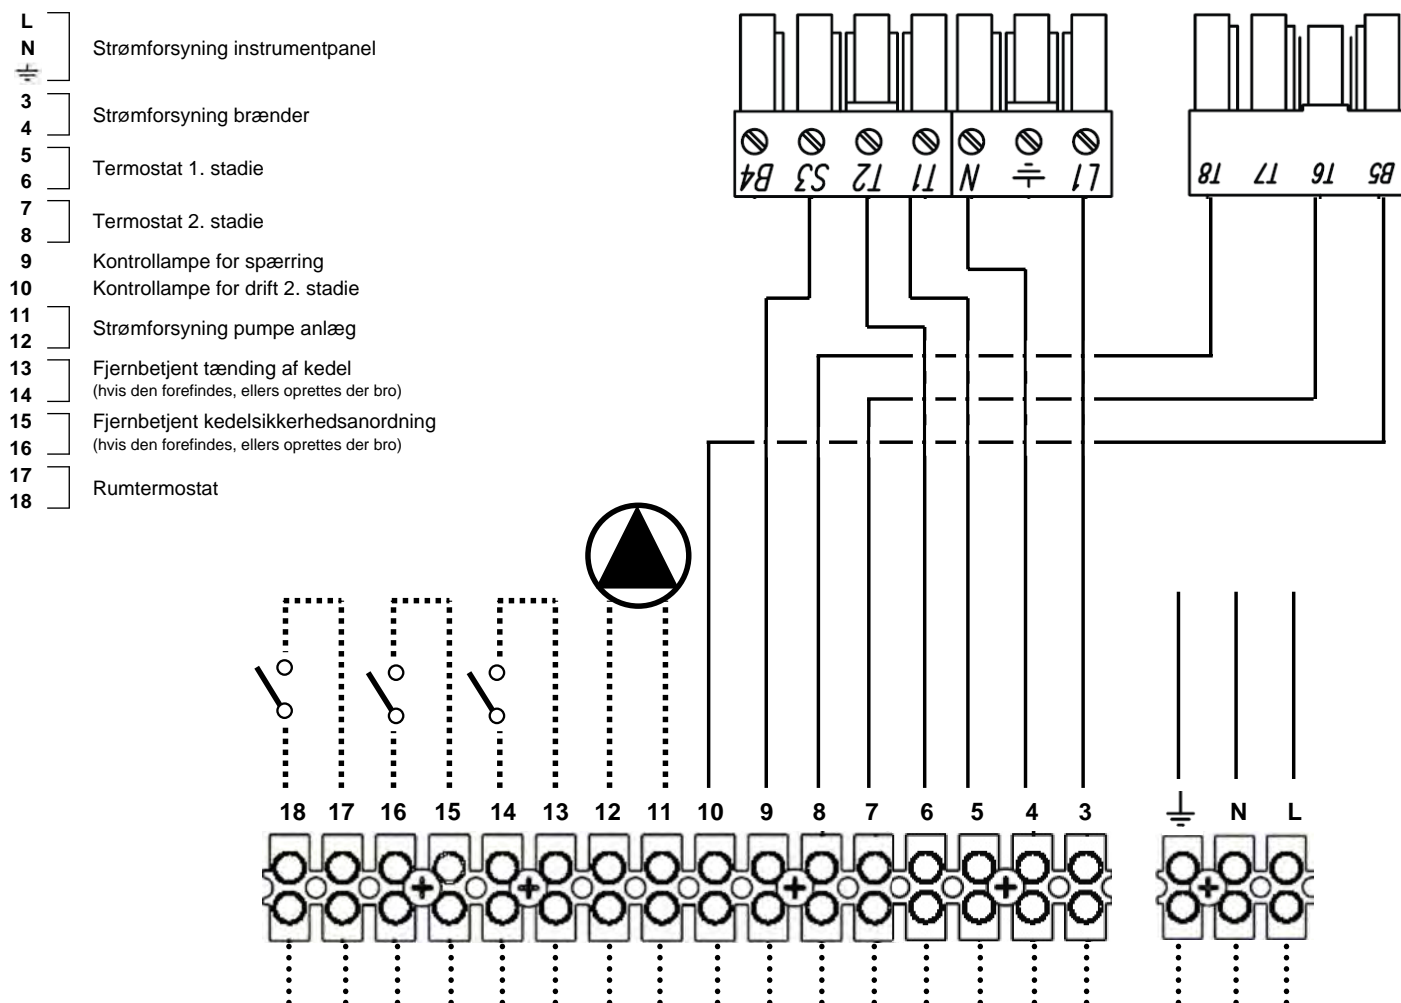 L
N
Strømforsyning instrumentpanel
3
4
Strømforsyning brænder
5
6
Termostat 1. stadie
7
8
Termostat 2. stadie
9 Kontrollampe for spærring
10 Kontrollampe for drift 2. stadie
11
12
Strømforsyning pumpe anlæg
13
14
Fjernbetjent tænding af kedel
(hvis den forefindes, ellers oprettes der bro)
15
16
Fjernbetjent kedelsikkerhedsanordning
(hvis den forefindes, ellers oprettes der bro)
17
18
Rumtermostat
B4 S3 T2 T1 N L1
T8 T7 T6 B5
18 17 16 15 14 13 12 11 10 9 8 7 6 5 4 3
N L